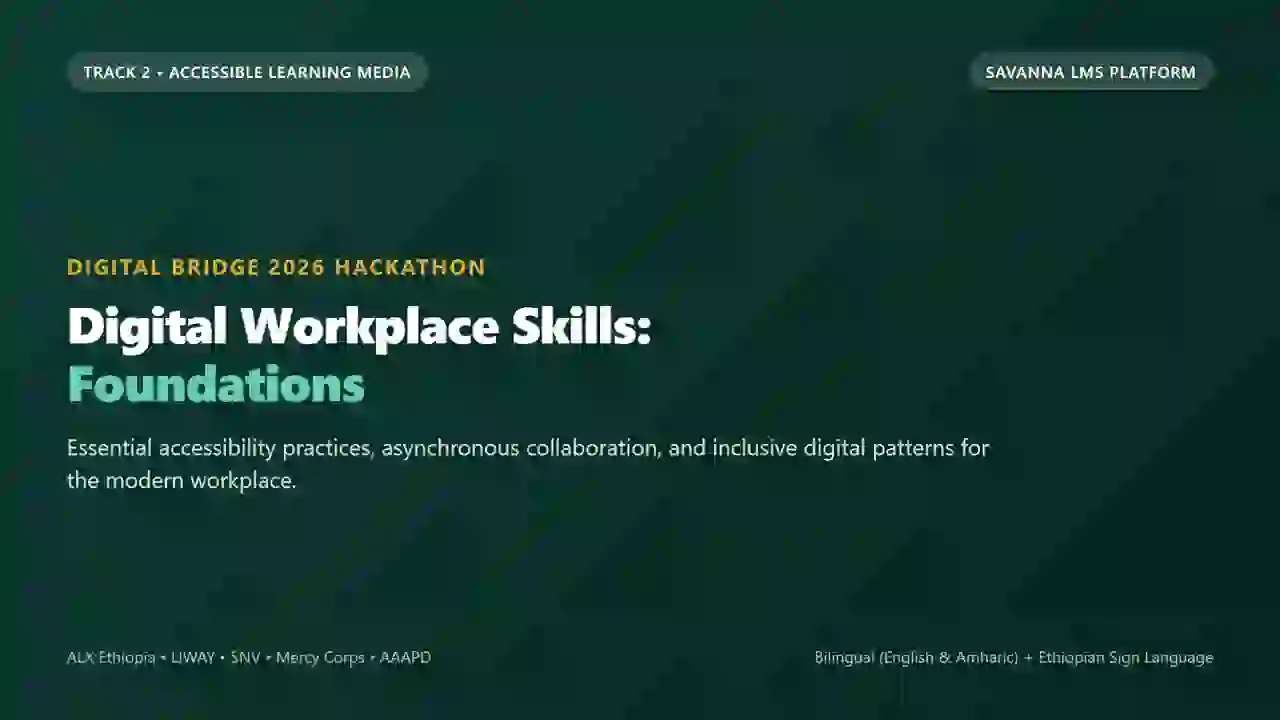 TRACK 2 • ACCESSIBLE LEARNING MEDIA
SAVANNA LMS PLATFORM
DIGITAL BRIDGE 2026 HACKATHON
Digital Workplace Skills:
Foundations
Essential accessibility practices, asynchronous collaboration, and inclusive digital patterns for
the modern workplace.
ALX Ethiopia • LIWAY • SNV • Mercy Corps • AAAPD
Bilingual (English & Amharic) + Ethiopian Sign Language